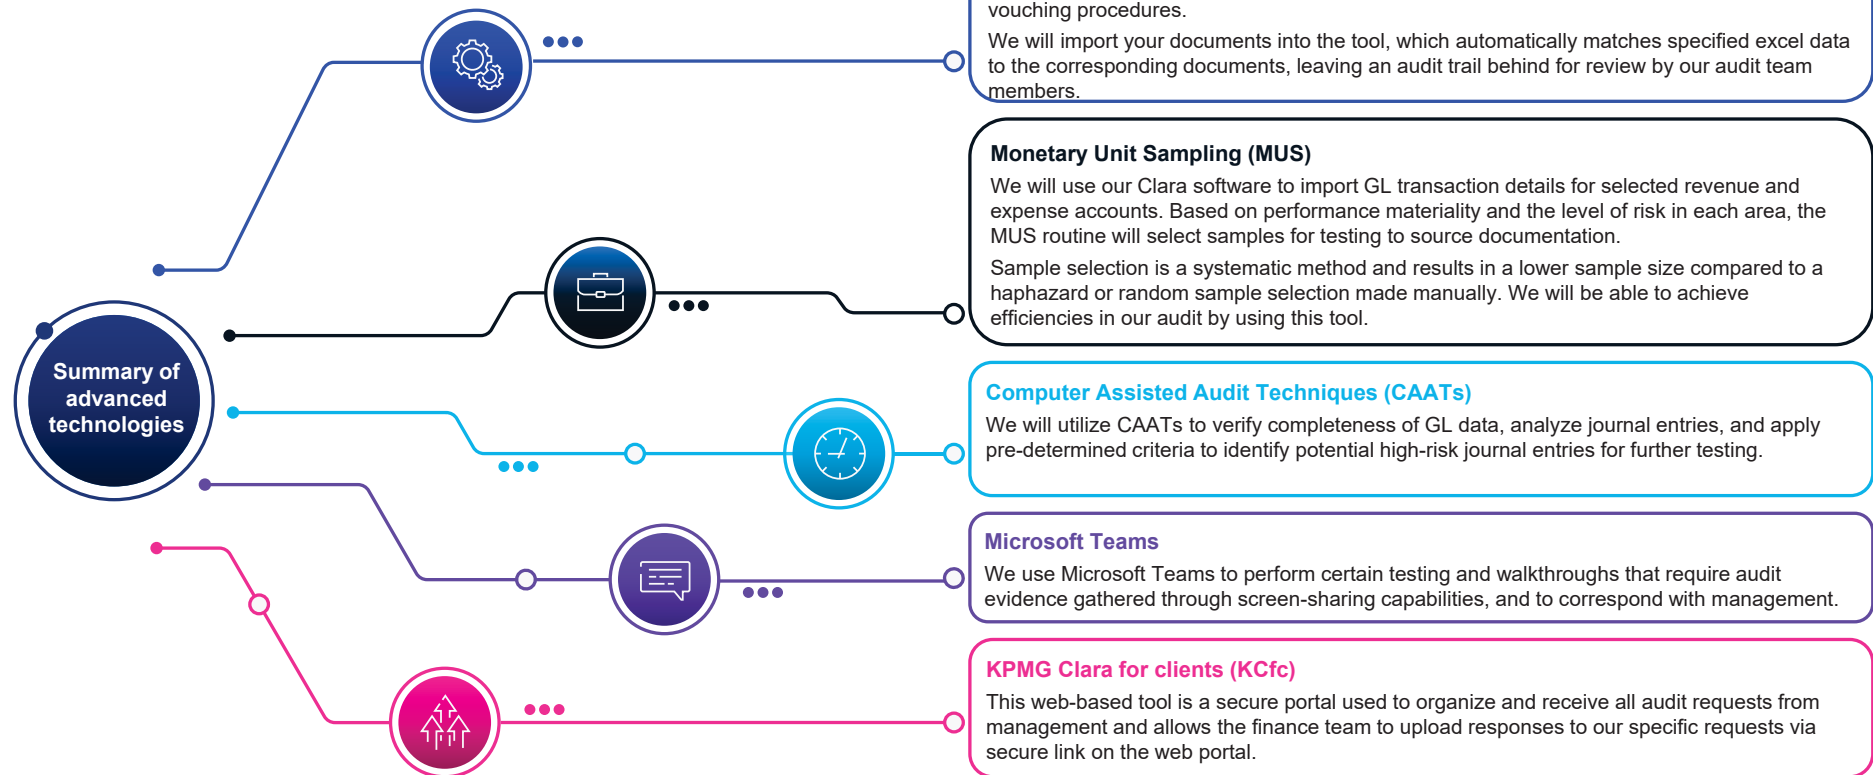 vouching procedures.
We will import your documents into the tool, which automatically matches specified excel data
to the corresponding documents, leaving an audit trail behind for review by our audit team
members.
Monetary Unit Sampling (MUS)
We will use our Clara software to import GL transaction details for selected revenue and
expense accounts. Based on performance materiality and the level of risk in each area, the
MUS routine will select samples for testing to source documentation.
Sample selection is a systematic method and results in a lower sample size compared to a
haphazard or random sample selection made manually. We will be able to achieve
efficiencies in our audit by using this tool.
Summary of
advanced
technologies
Computer Assisted Audit Techniques (CAATs)
We will utilize CAATs to verify completeness of GL data, analyze journal entries, and apply
pre-determined criteria to identify potential high-risk journal entries for further testing.
Microsoft Teams
We use Microsoft Teams to perform certain testing and walkthroughs that require audit
evidence gathered through screen-sharing capabilities, and to correspond with management.
KPMG Clara for clients (KCfc)
This web-based tool is a secure portal used to organize and receive all audit requests from
management and allows the finance team to upload responses to our specific requests via
secure link on the web portal.